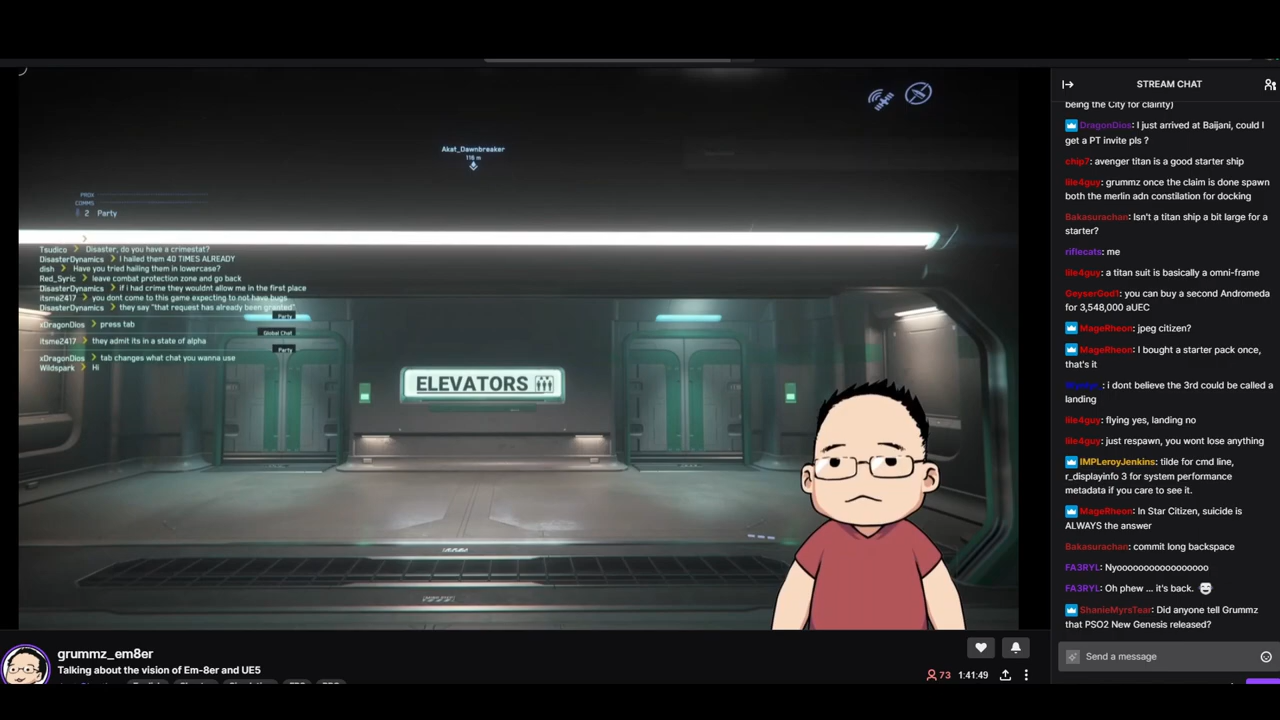 STREAM CHAT
being the City for clainty)
DragonDios: I just arrived at Baijani, could I
get a PT invite pls ?
chip7: avenger titan is a good starter ship
lile4guy: grummz once the claim is done spawn
both the merlin adn constilation for docking
Bakasurachan: Isn't a titan ship a bit large for a
starter?
riflecats: me
lile4guy: a titan suit is basically a omni-frame
GeyserGod1: you can buy a second Andromeda
for 3,548,000 aUEC
MageRheon: jpeg citizen?
MageRheon: I bought a starter pack once,
that's it
: i dont believe the 3rd could be called a
landing
lile4guy: flying yes, landing no
lile4guy: just respawn, you wont lose anything
IMPLeroyJenkins: tilde for cmd line,
r_displayinfo 3 for system performance
metadata if you care to see it.
MageRheon: In Star Citizen, suicide is
ALWAYS the answer
Bakasurachan: commit long backspace
FA3RYL: Nyooooooooooooooooo
FA3RYL: Oh phew ... it's back.
ShanieMyrsTear: Did anyone tell Grummz
that PSO2 New Genesis released?
Send a message
Akat_Dawnbreaker
116 m
PROX
COMMS
2 Party
Tsudico > Disaster, do you have a crimestat?
DisasterDynamics > I hailed them 40 TIMES ALREADY
dish > Have you tried hailing them in lowercase?
Red_Syric > leave combat protection zone and go back
DisasterDynamics > if i had crime they wouldnt allow me in the first place
itsme2417 > you dont come to this game expecting to not have bugs
DisasterDynamics > they say "that request has already been granted"
Party
xDragonDios > press tab
Global Chat
itsme2417 > they admit its in a state of alpha
Party
xDragonDios > tab changes what chat you wanna use
Wildspark > Hi
ELEVATORS
grummz_em8er
Talking about the vision of Em-8er and UE5
73 1:41:49